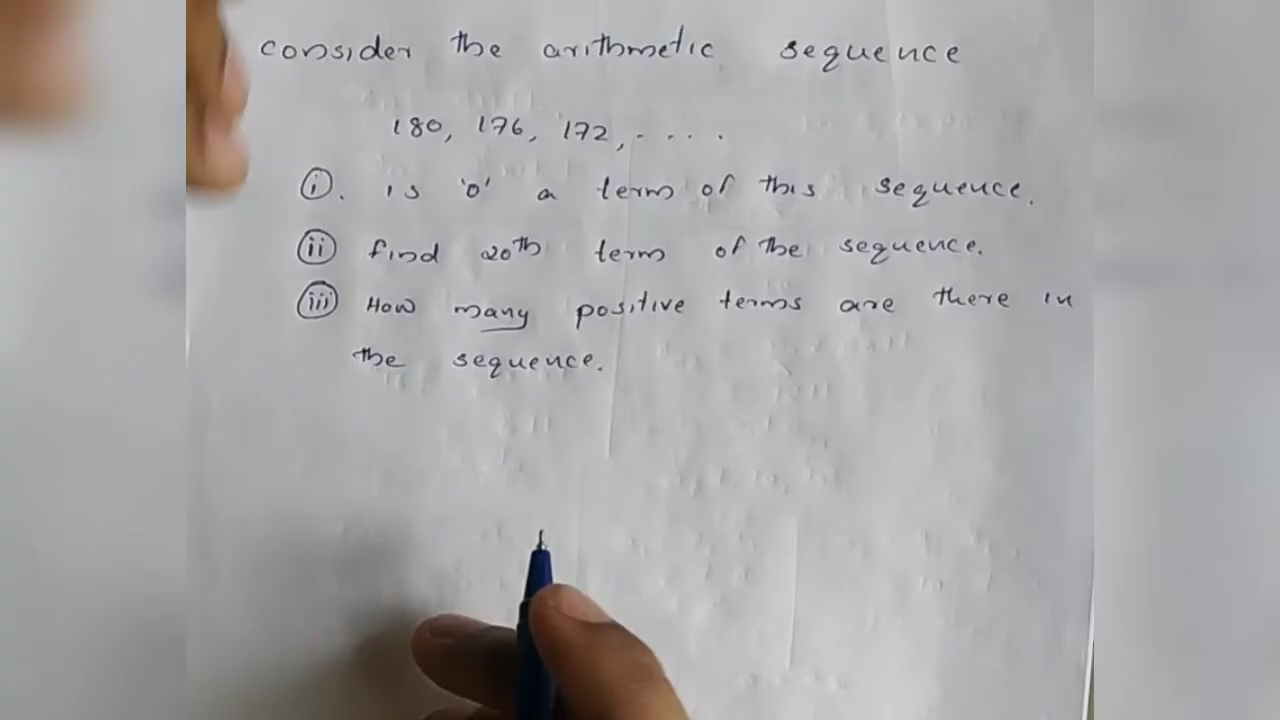 consider the arithmetic sequence
180, 176, 172, . . . .
(i). is '0' a term of this sequence.
(ii) find 20th term of the sequence.
(iii) How many positive terms are there in
the sequence.